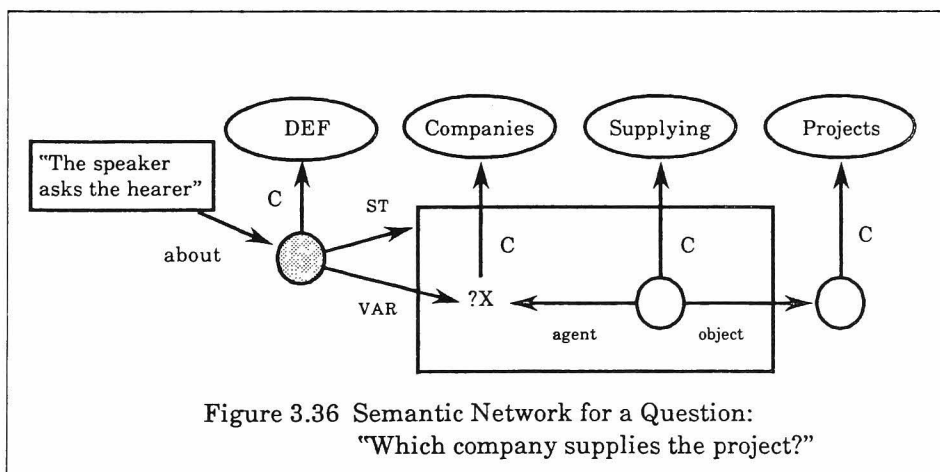 DEF
Companies
Supplying
Projects
"The speaker
asks the hearer"
C
ST
C
C
C
about
VAR
?X
agent
object
Figure 3.36 Semantic Network for a Question:
"Which company supplies the project?"